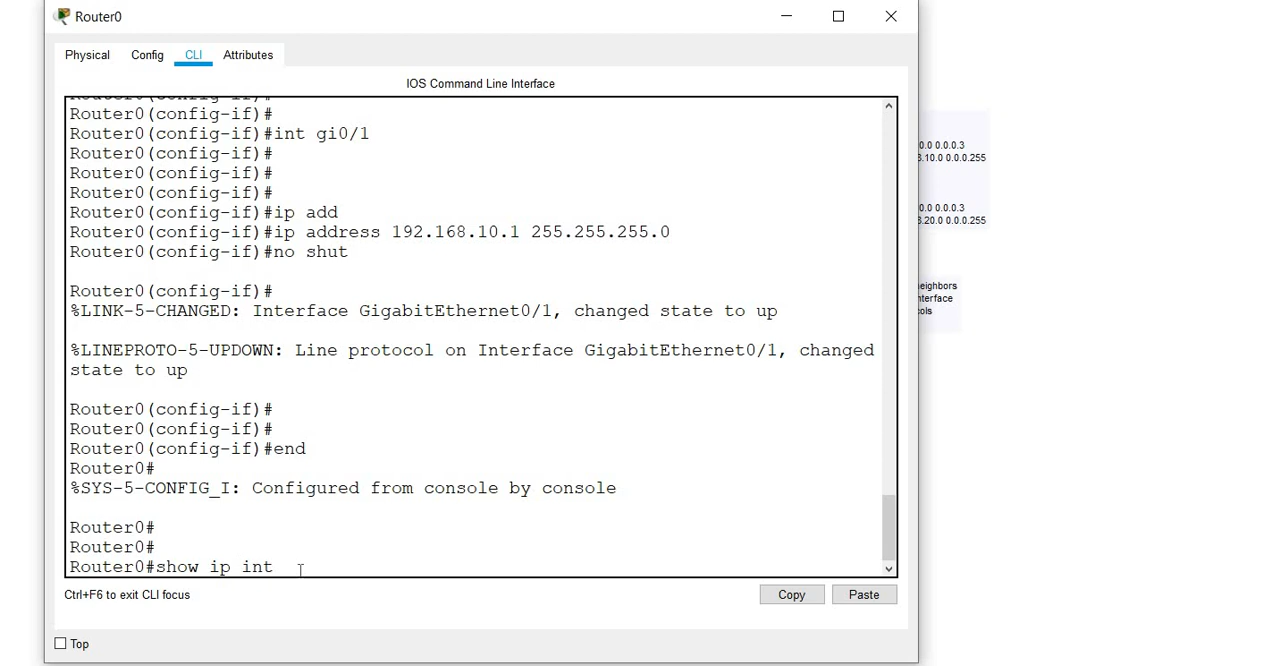 Router0
Physical Config CLI Attributes
IOS Command Line Interface
Router0(config-if)#
Router0(config-if)#
Router0(config-if)#int gi0/1
Router0(config-if)#
Router0(config-if)#
Router0(config-if)#
Router0(config-if)#ip add
Router0(config-if)#ip address 192.168.10.1 255.255.255.0
Router0(config-if)#no shut
Router0(config-if)#
%LINK-5-CHANGED: Interface GigabitEthernet0/1, changed state to up
%LINEPROTO-5-UPDOWN: Line protocol on Interface GigabitEthernet0/1, changed
state to up
Router0(config-if)#
Router0(config-if)#
Router0(config-if)#end
Router0#
%SYS-5-CONFIG_I: Configured from console by console
Router0#
Router0#
Router0#show ip int
Ctrl+F6 to exit CLI focus
Copy Paste
Top
0.0 0.0.0.3
.10.0 0.0.0.255
0.0 0.0.0.3
.20.0 0.0.0.255
eighbors
nterface
cols